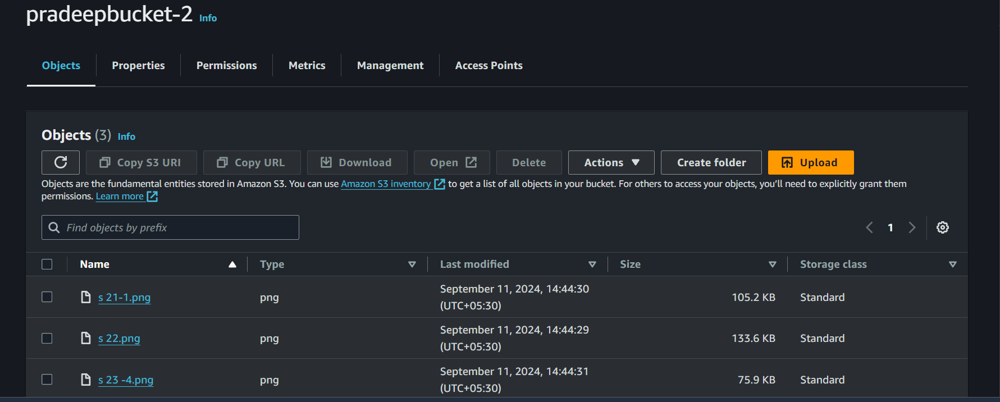 pradeepbucket-2 Info
Objects Properties Permissions Metrics Management Access Points
Objects (3) Info
Copy S3 URI Copy URL Download Open Delete Actions Create folder Upload
Objects are the fundamental entities stored in Amazon S3. You can use Amazon S3 inventory to get a list of all objects in your bucket. For others to access your objects, you'll need to explicitly grant them
permissions. Learn more
Find objects by prefix 1
Name Type Last modified Size Storage class
s 21-1.png png September 11, 2024, 14:44:30 (UTC+05:30) 105.2 KB Standard
s 22.png png September 11, 2024, 14:44:29 (UTC+05:30) 133.6 KB Standard
s 23 -4.png png September 11, 2024, 14:44:31 (UTC+05:30) 75.9 KB Standard